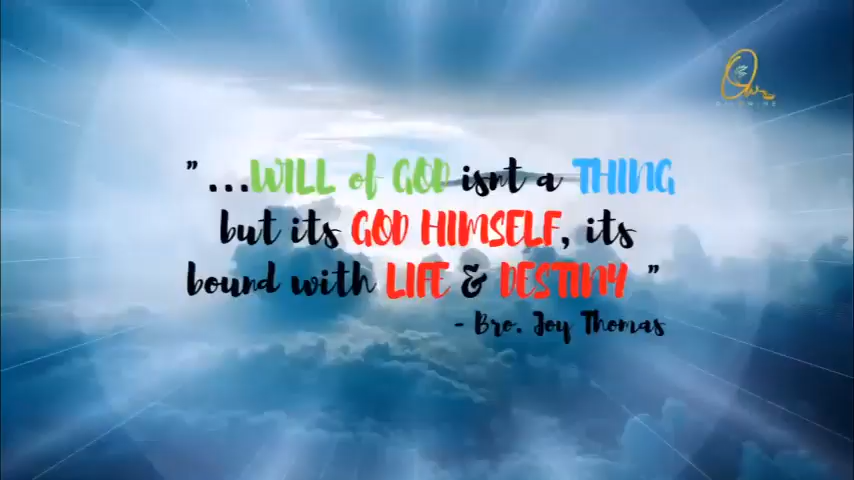 "...WILL of GOD isnt a THING
but its GOD HIMSELF, its
bound with LIFE & DESTINY "
- Bro. Joy Thomas